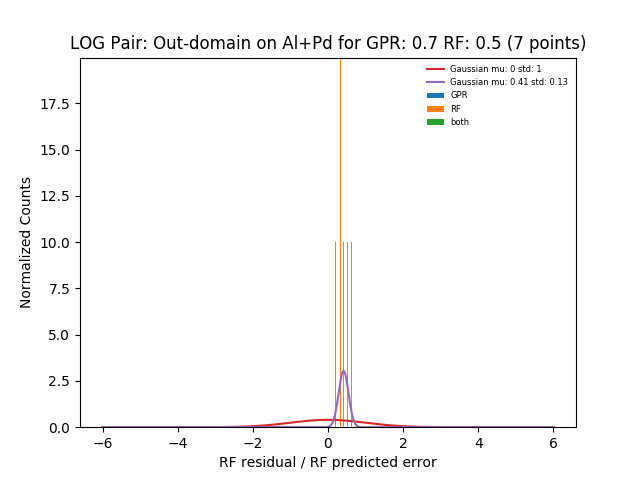 LOG Pair: Out-domain on Al+Pd for GPR: 0.7 RF: 0.5 (7 points)
Gaussian mu: 0 std: 1
Gaussian mu: 0.41 std: 0.13
GPR
RF
both
Normalized Counts
17.5
15.0
12.5
10.0
7.5
5.0
2.5
0.0
−6 −4 −2 0 2 4 6
RF residual / RF predicted error